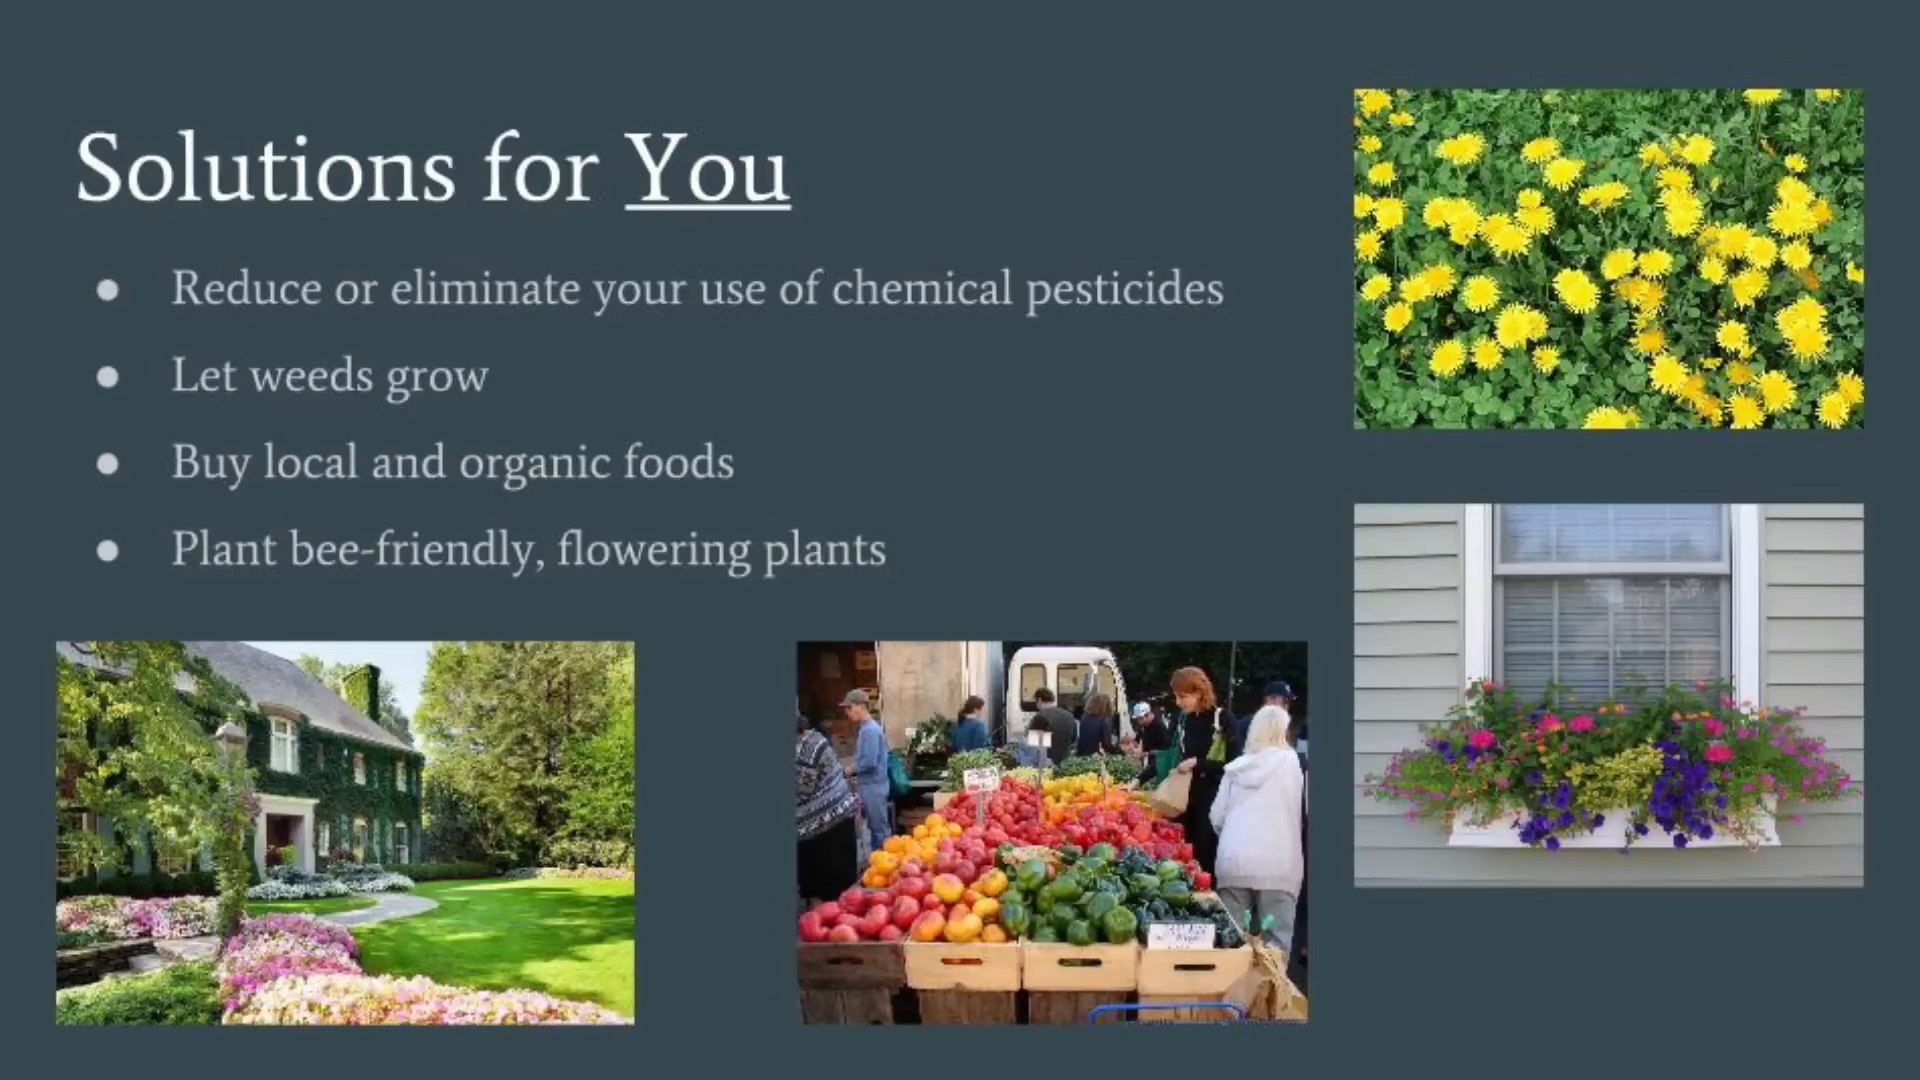 Solutions for You
● Reduce or eliminate your use of chemical pesticides
● Let weeds grow
● Buy local and organic foods
● Plant bee-friendly, flowering plants